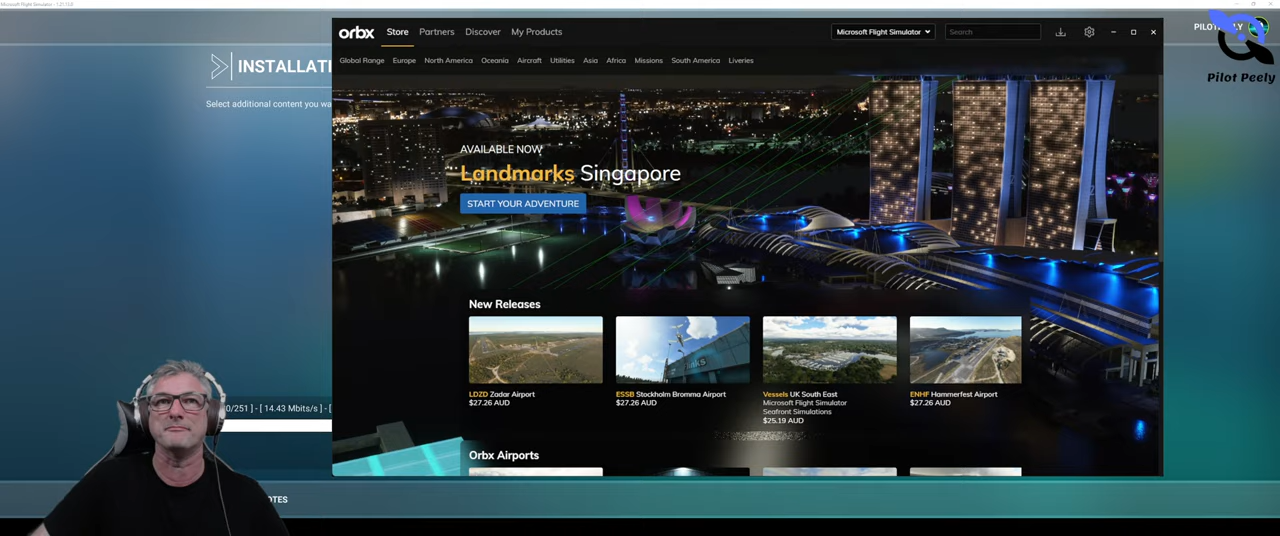 Microsoft Flight Simulator - 1.21.13.0
orbx
Store
Partners
Discover
My Products
Microsoft Flight Simulator
Search
Pilot Peely
INSTALLATI
Global Range
Europe
North America
Oceania
Aircraft
Utilities
Asia
Africa
Missions
South America
Liveries
Select additional content you wa
AVAILABLE NOW
Landmarks Singapore
START YOUR ADVENTURE
New Releases
LDZD Zadar Airport
$27.26 AUD
ESSB Stockholm Bromma Airport
$27.26 AUD
Vessels UK South East
Microsoft Flight Simulator
Seafront Simulations
$25.19 AUD
ENHF Hammerfest Airport
$27.26 AUD
0/251 ] - [ 14.43 Mbits/s ] - [
Orbx Airports
OTES